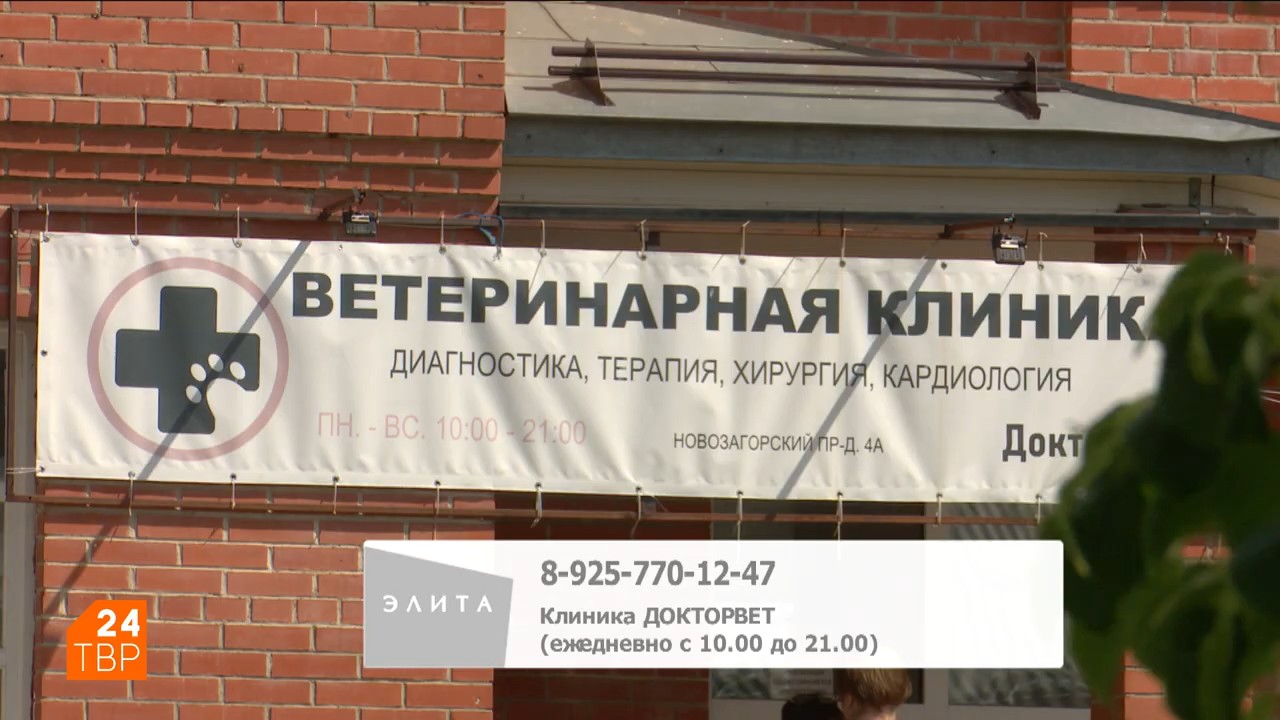 ВЕТЕРИНАРНАЯ КЛИНИК
ДИАГНОСТИКА, ТЕРАПИЯ, ХИРУРГИЯ, КАРДИОЛОГИЯ
ПН. - ВС. 10:00 - 21:00
НОВОЗАГОРСКИЙ ПР-Д. 4А
Докт
8-925-770-12-47
ЭЛИТА
Клиника ДОКТОРВЕТ
(ежедневно с 10.00 до 21.00)
24
ТВР